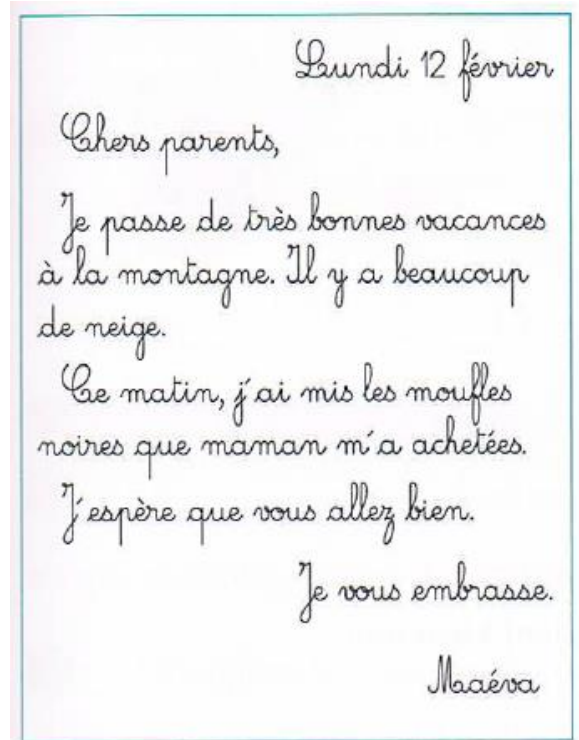 Lundi 12 février
Chers parents,
Je passe de très bonnes vacances
à la montagne. Il y a beaucoup
de neige.
Ce matin, j'ai mis les moufles
noires que maman m'a achetées.
J'espère que vous allez bien.
Je vous embrasse.
Maéva